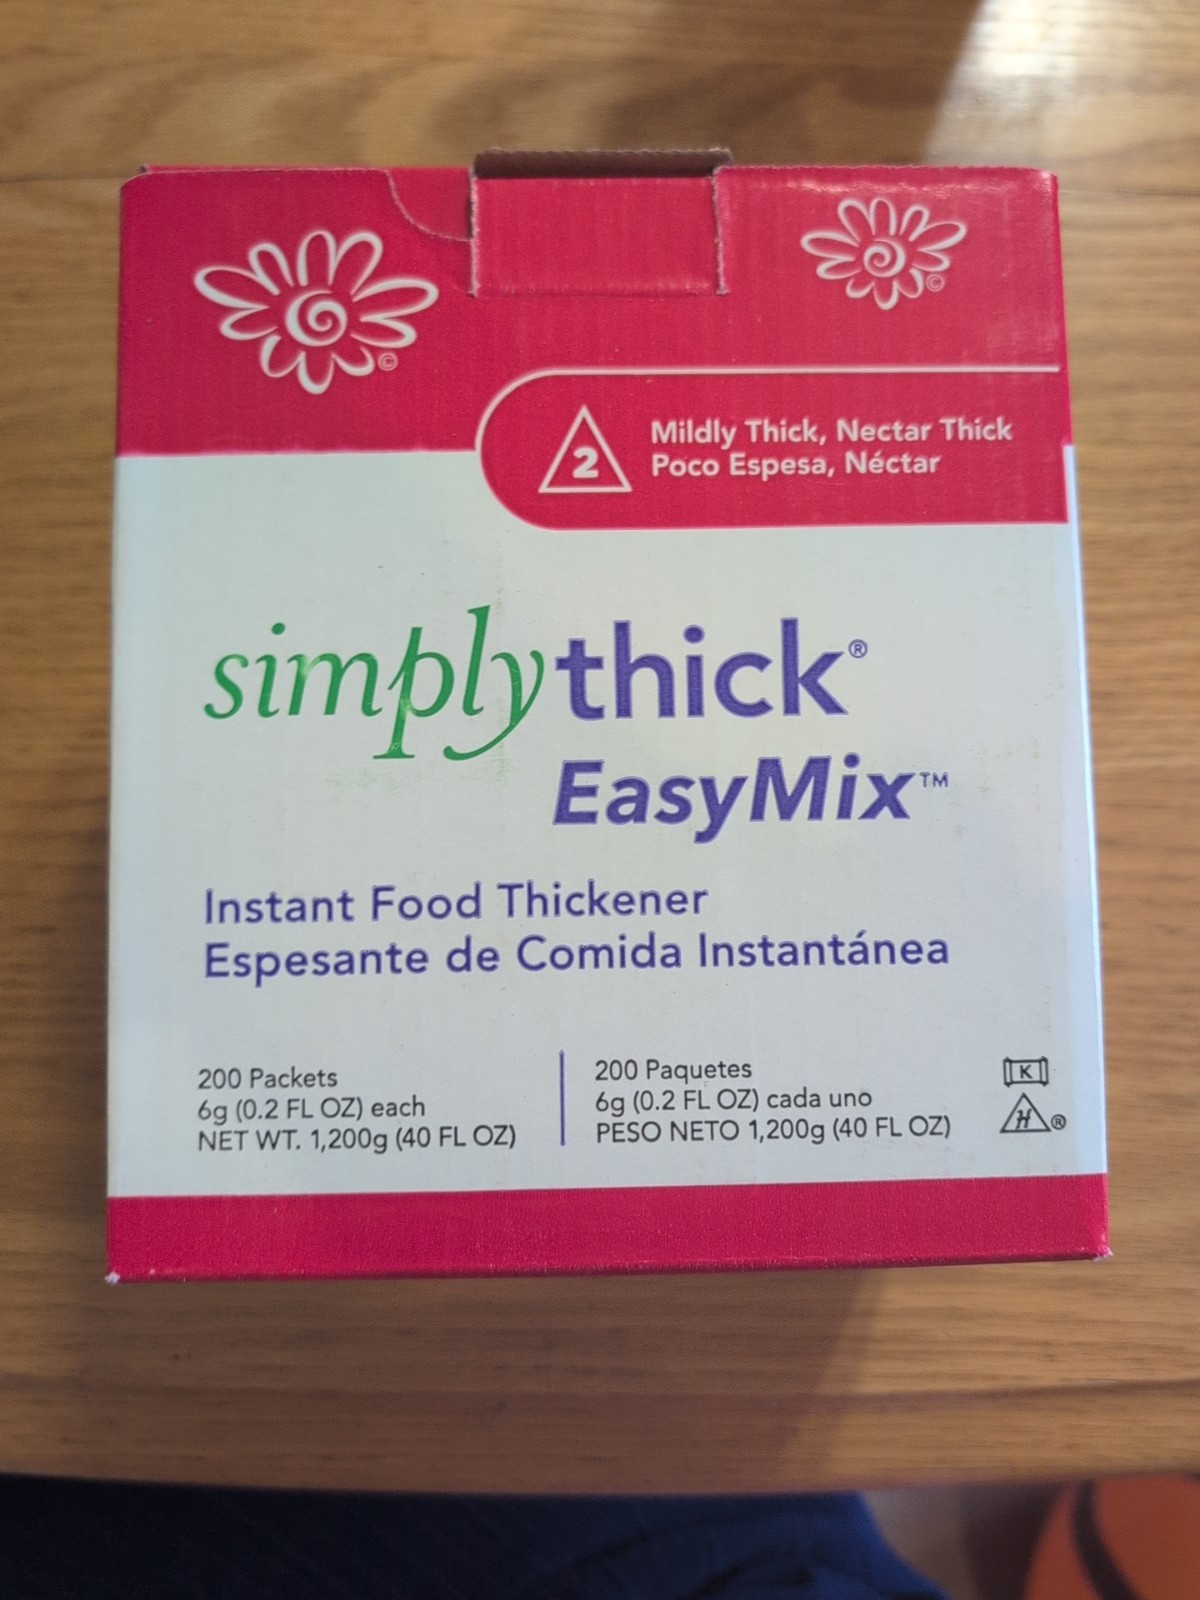 ©
©
2
Mildly Thick, Nectar Thick
Poco Espesa, Néctar
simplythick®
EasyMix™
Instant Food Thickener
Espesante de Comida Instantánea
200 Packets
6g (0.2 FL OZ) each
NET WT. 1,200g (40 FL OZ)
200 Paquetes
6g (0.2 FL OZ) cada uno
PESO NETO 1,200g (40 FL OZ)
K
H®